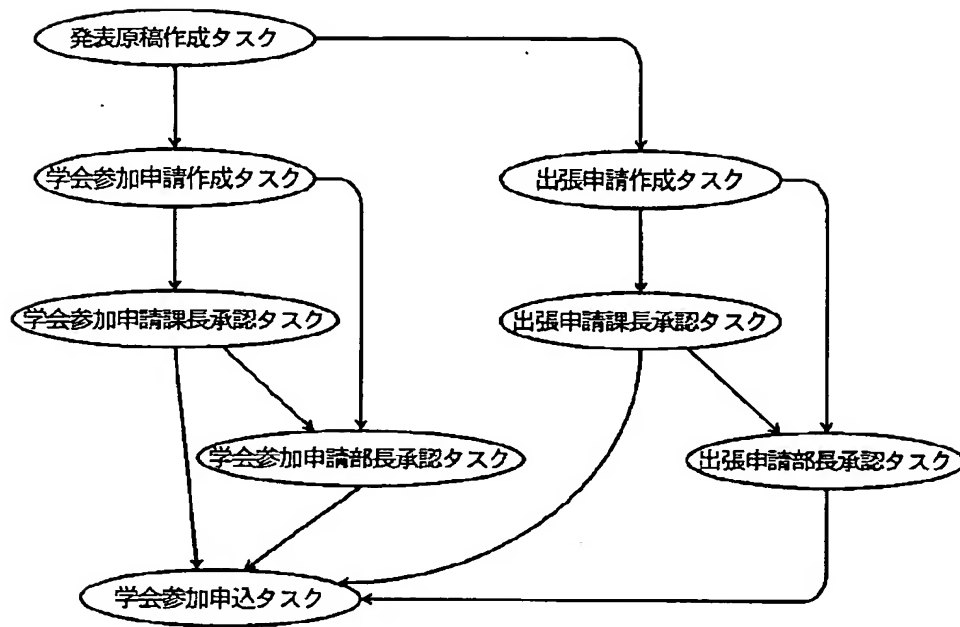 発表原稿作成タスク
学会参加申請作成タスク
出張申請作成タスク
学会参加申請課長承認タスク
出張申請課長承認タスク
学会参加申請部長承認タスク
出張申請部長承認タスク
学会参加申込タスク